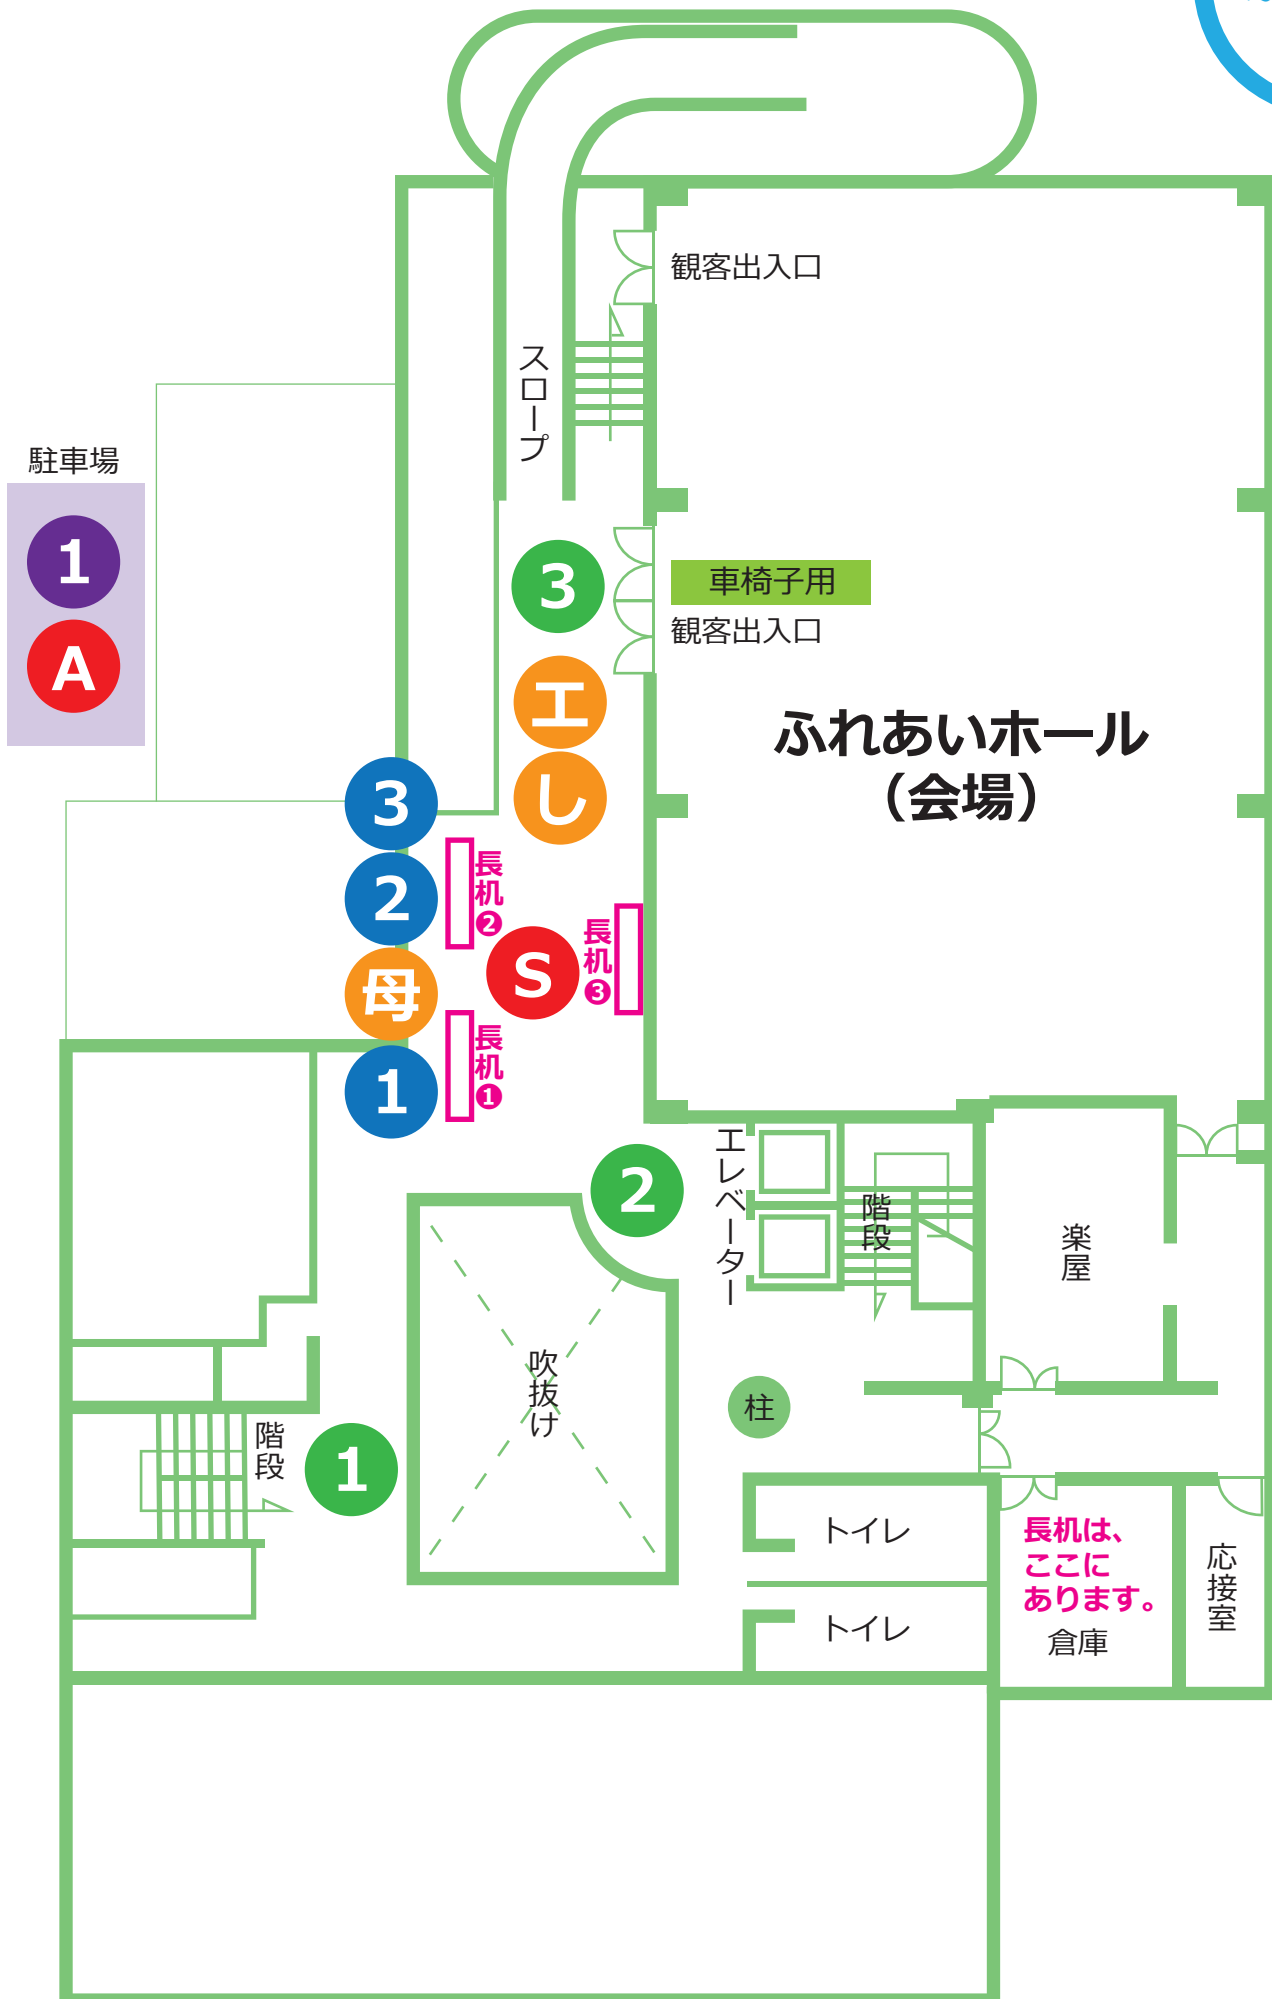 観客出入口
スロープ
駐車場
1
A
3
車椅子用
観客出入口
エ
し
ふれあいホール
（会場）
3
2
長机❷
母
S
長机❸
1
長机❶
2
エレベーター
階段
楽屋
吹抜け
柱
階段
1
トイレ
長机は、
ここに
あります。
応接室
トイレ
倉庫